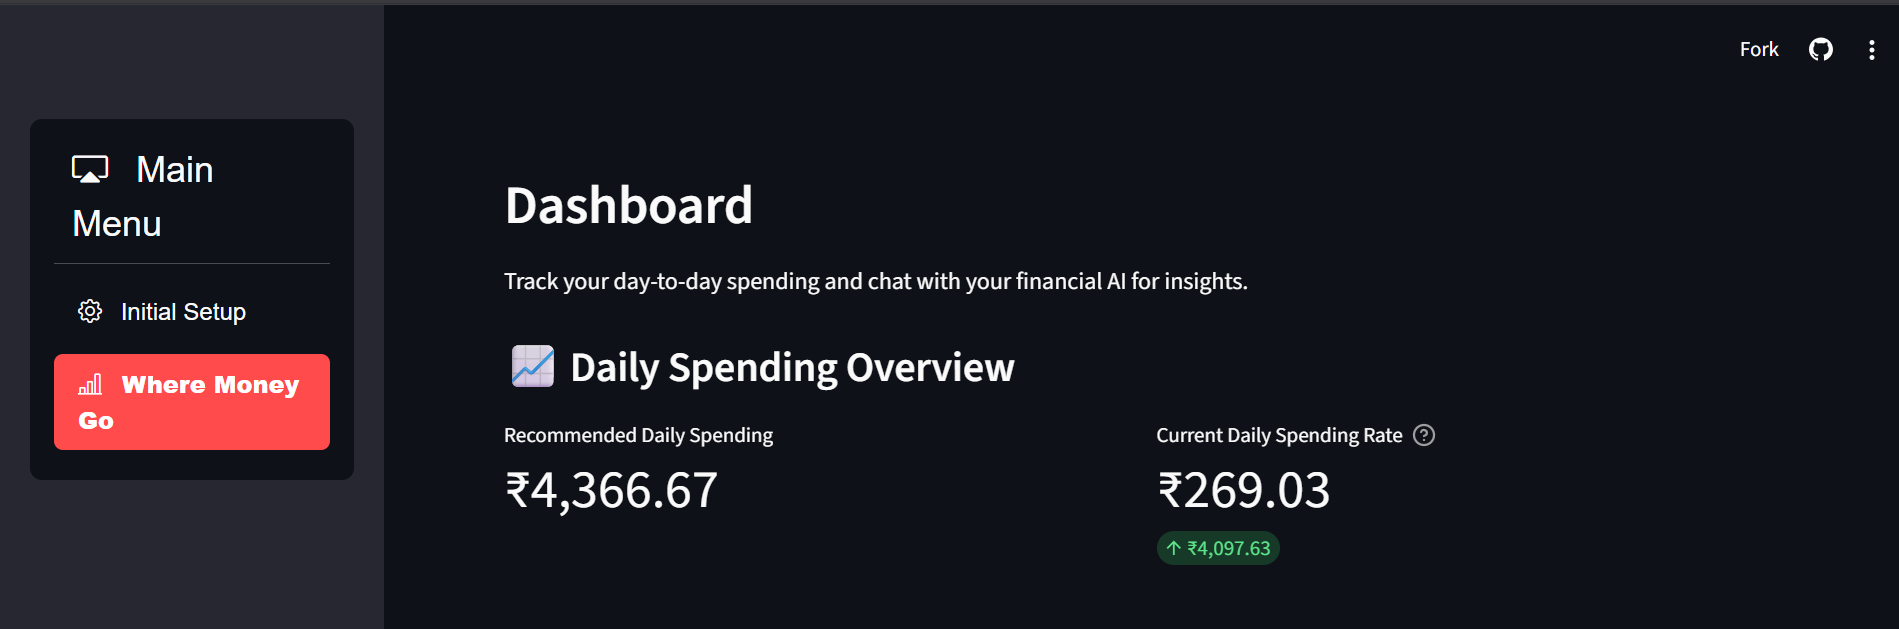 Fork
Main
Menu
Initial Setup
Where Money
Go
Dashboard
Track your day-to-day spending and chat with your financial AI for insights.
Daily Spending Overview
Recommended Daily Spending
₹4,366.67
Current Daily Spending Rate
₹269.03
↑ ₹4,097.63